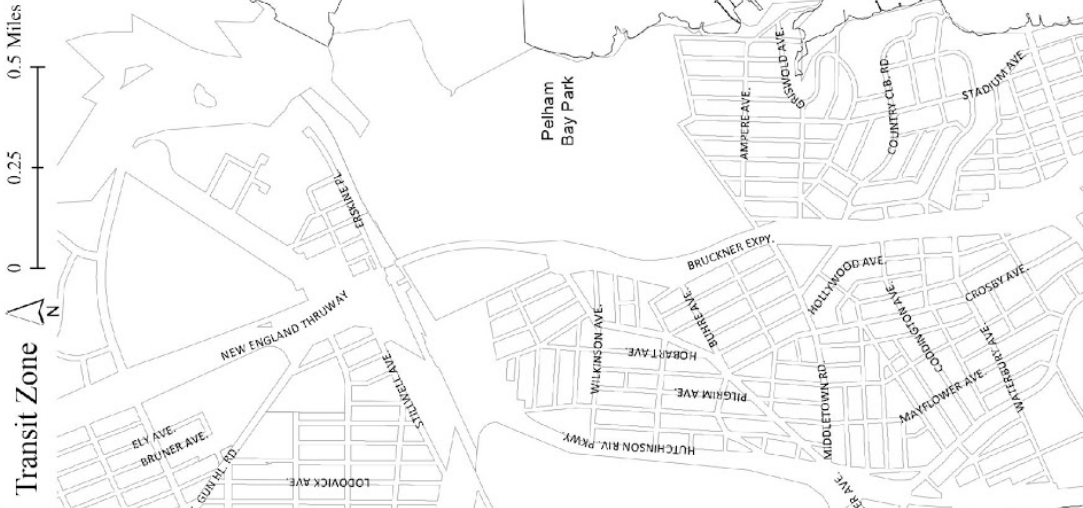 Transit Zone
N
0
0.25
0.5 Miles
Pelham
Bay Park
AMPERE AVE.
GRISWOLD AVE.
COUNTRY CLB. RD.
STADIUM AVE.
ERSKINE PL.
NEW ENGLAND THRUWAY
BRUCKNER EXPY.
HOLLYWOOD AVE.
CROSBY AVE.
BUHRE AVE.
WILKINSON AVE.
HOBART AVE.
PILGRIM AVE.
CODDINGTON AVE.
WATERBURY AVE.
MAYFLOWER AVE.
MIDDLETOWN RD.
HUTCHINSON RIV. PKWY.
STILLWELL AVE.
ELY AVE.
BRUNER AVE.
GUN HL RD.
LODOVICK AVE.
ER AVE.